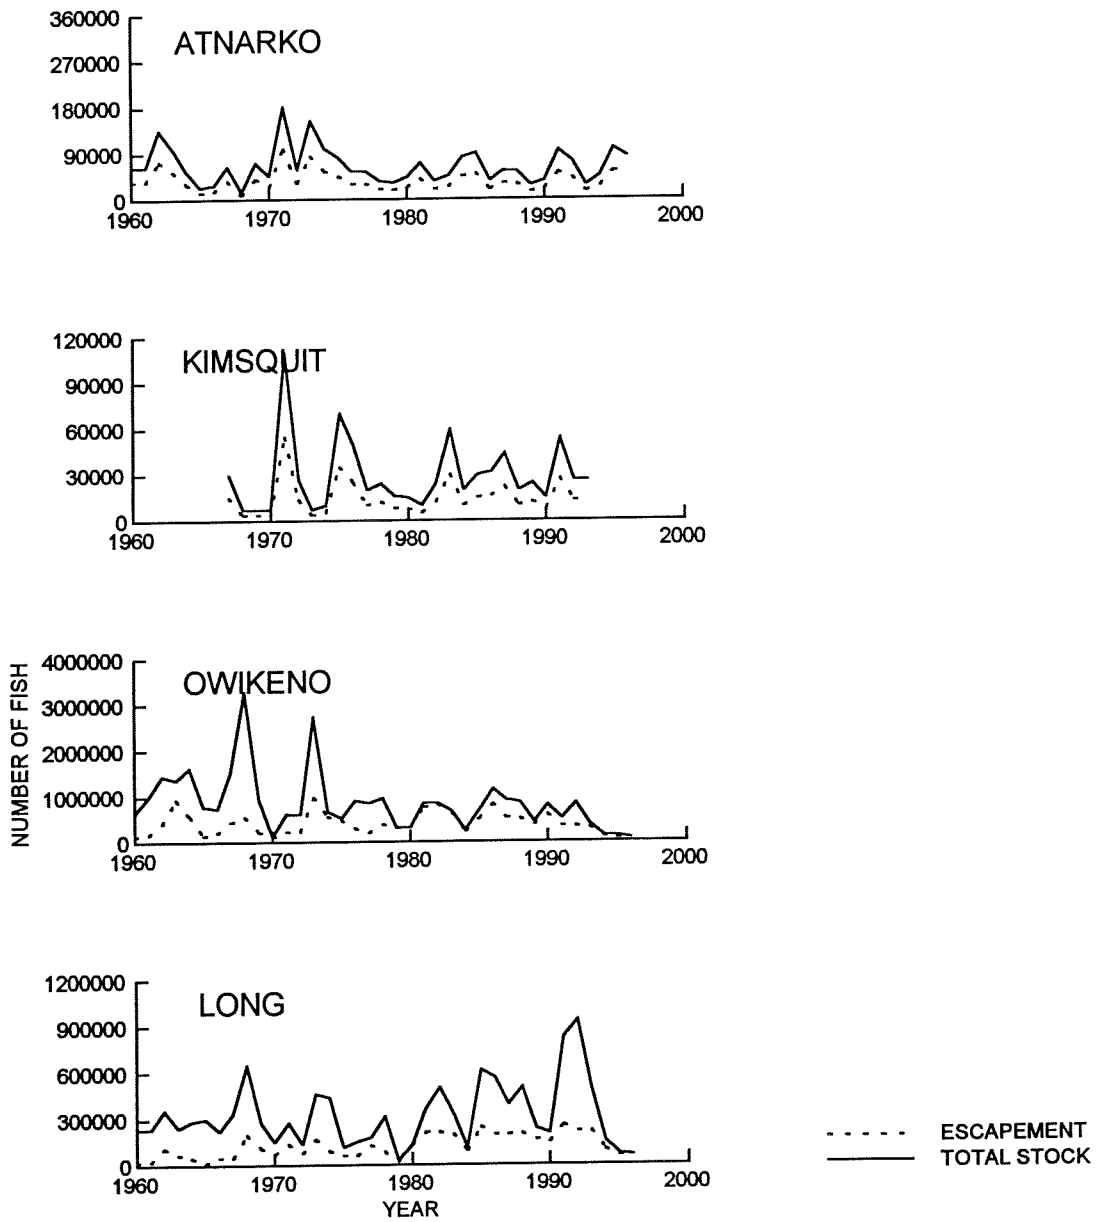 360000
ATNARKO
270000
180000
90000
0
1960 1970 1980 1990 2000
120000
KIMSQUIT
90000
60000
30000
0
1960 1970 1980 1990 2000
NUMBER OF FISH
4000000
OWIKENO
3000000
2000000
1000000
0
1960 1970 1980 1990 2000
1200000
LONG
900000
600000
300000
0
1960 1970 1980 1990 2000
YEAR
ESCAPEMENT
TOTAL STOCK